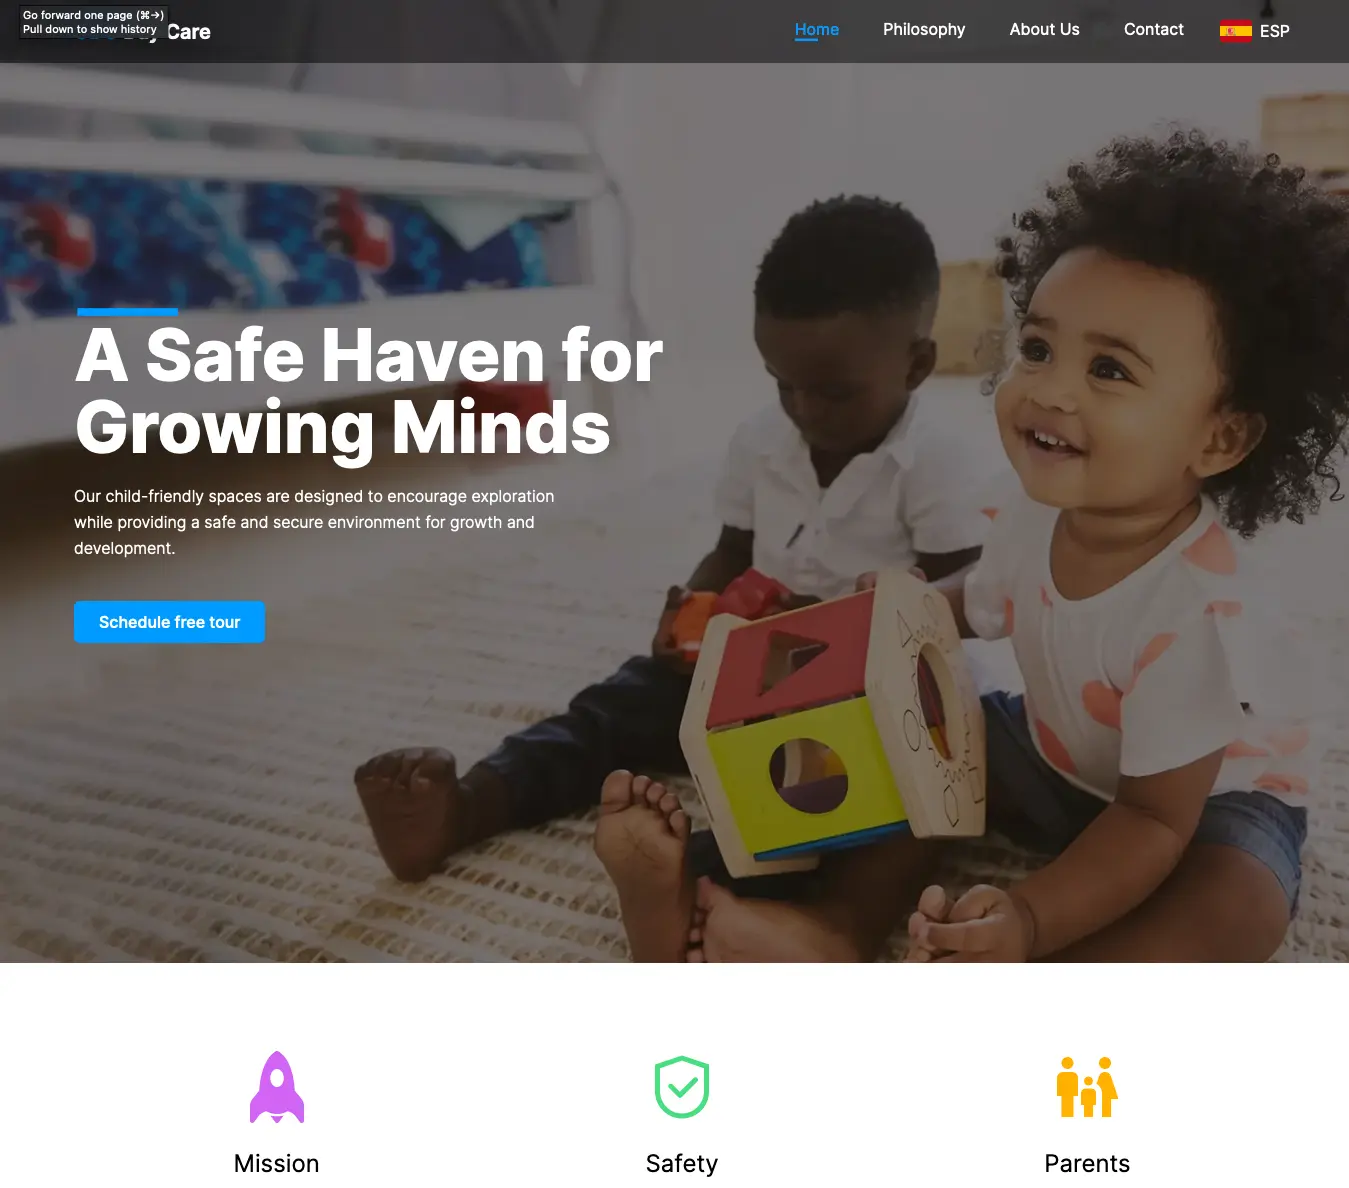 Go forward one page (⌘→)
Pull down to show history
Care
Home
Philosophy
About Us
Contact
ESP
A Safe Haven for
Growing Minds
Our child-friendly spaces are designed to encourage exploration
while providing a safe and secure environment for growth and
development.
Schedule free tour
Mission
Safety
Parents